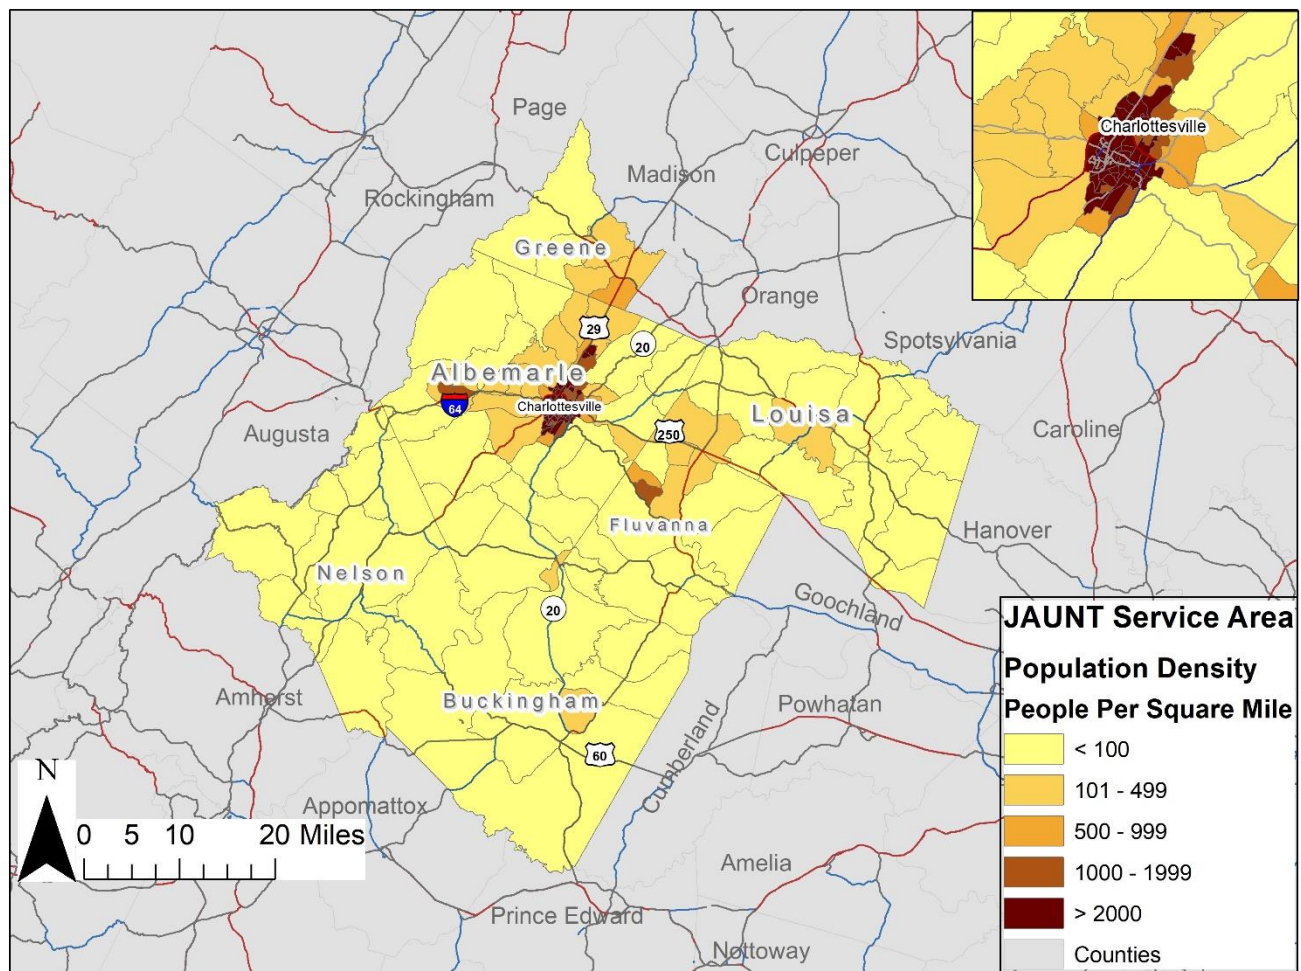 Page
Madison
Culpeper
Rockingham
Greene
Orange
29
20
Spotsylvania
Albemarle
64
Charlottesville
Louisa
250
Augusta
Caroline
Fluvanna
Hanover
Nelson
20
Goochland
Amherst
Buckingham
Powhatan
60
Cumberland
Appomattox
Amelia
Prince Edward
Nottoway
N
0 5 10 20 Miles
Charlottesville
JAUNT Service Area
Population Density
People Per Square Mile
< 100
101 - 499
500 - 999
1000 - 1999
> 2000
Counties